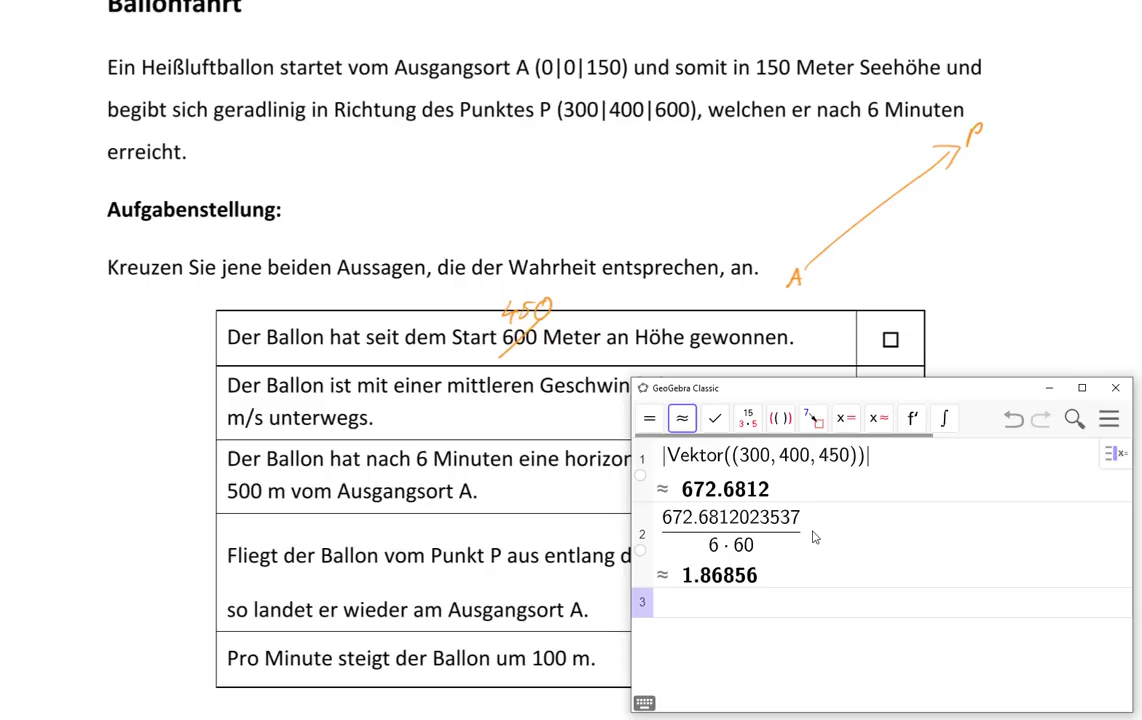 Ballonfahrt
Ein Heißluftballon startet vom Ausgangsort A (0|0|150) und somit in 150 Meter Seehöhe und
begibt sich geradlinig in Richtung des Punktes P (300|400|600), welchen er nach 6 Minuten
erreicht.
P
Aufgabenstellung:
Kreuzen Sie jene beiden Aussagen, die der Wahrheit entsprechen, an.
A
450
Der Ballon hat seit dem Start 600 Meter an Höhe gewonnen.
Der Ballon ist mit einer mittleren Geschwin
m/s unterwegs.
Der Ballon hat nach 6 Minuten eine horizon
500 m vom Ausgangsort A.
Fliegt der Ballon vom Punkt P aus entlang d
so landet er wieder am Ausgangsort A.
Pro Minute steigt der Ballon um 100 m.
GeoGebra Classic
= ≈ ✓ 15 3·5 (( )) 7 x= x≈ f' ∫
1 |Vektor((300, 400, 450))| x=
≈ 672.6812
672.6812023537
2
6 · 60
≈ 1.86856
3